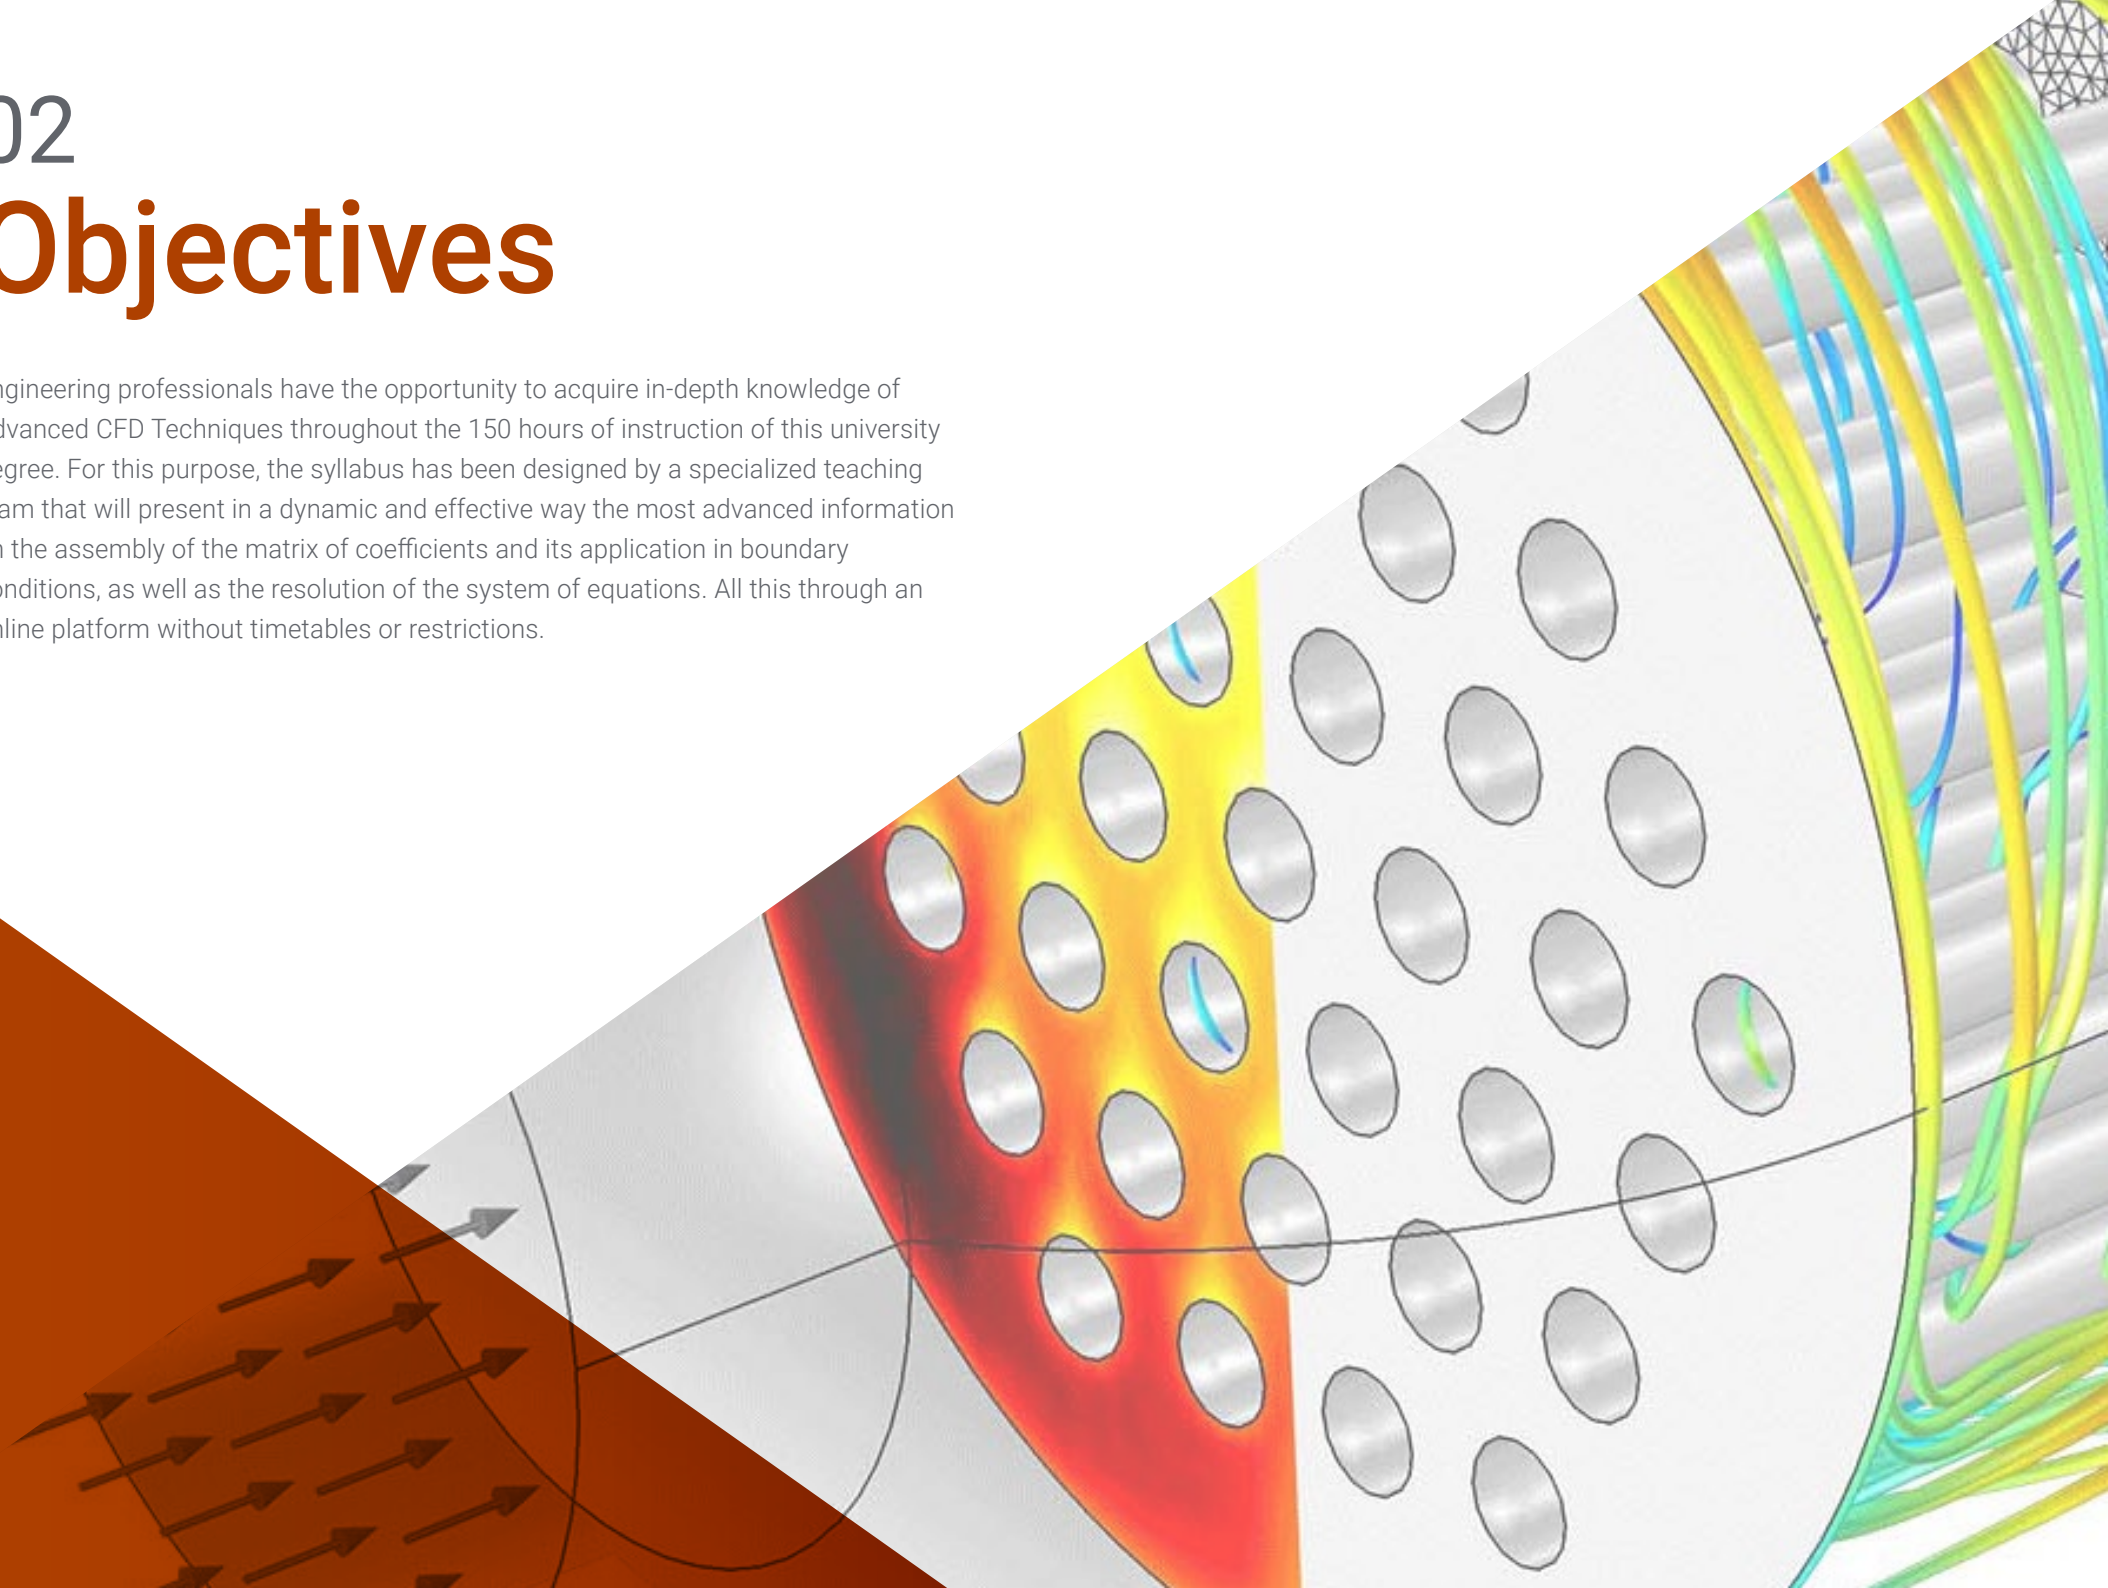 02
Objectives
ngineering professionals have the opportunity to acquire in-depth knowledge of
dvanced CFD Techniques throughout the 150 hours of instruction of this university
egree. For this purpose, the syllabus has been designed by a specialized teaching
am that will present in a dynamic and effective way the most advanced information
n the assembly of the matrix of coefficients and its application in boundary
onditions, as well as the resolution of the system of equations. All this through an
nline platform without timetables or restrictions.